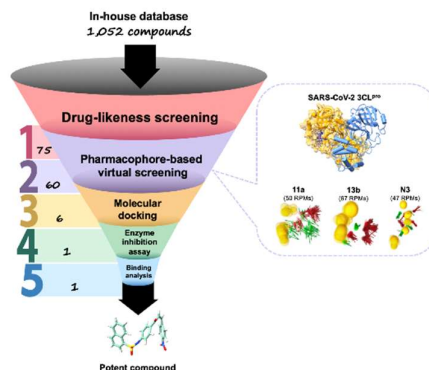 In-house database
1,052 compounds
Drug-likeness screening
1
75
Pharmacophore-based
virtual screening
2
60
Molecular
docking
3
6
Enzyme
inhibition
assay
4
1
Binding
analysis
5
1
Potent compound
SARS-CoV-2 3CLpro
11a
(53 RPMs)
13b
(67 RPMs)
N3
(47 RPMs)